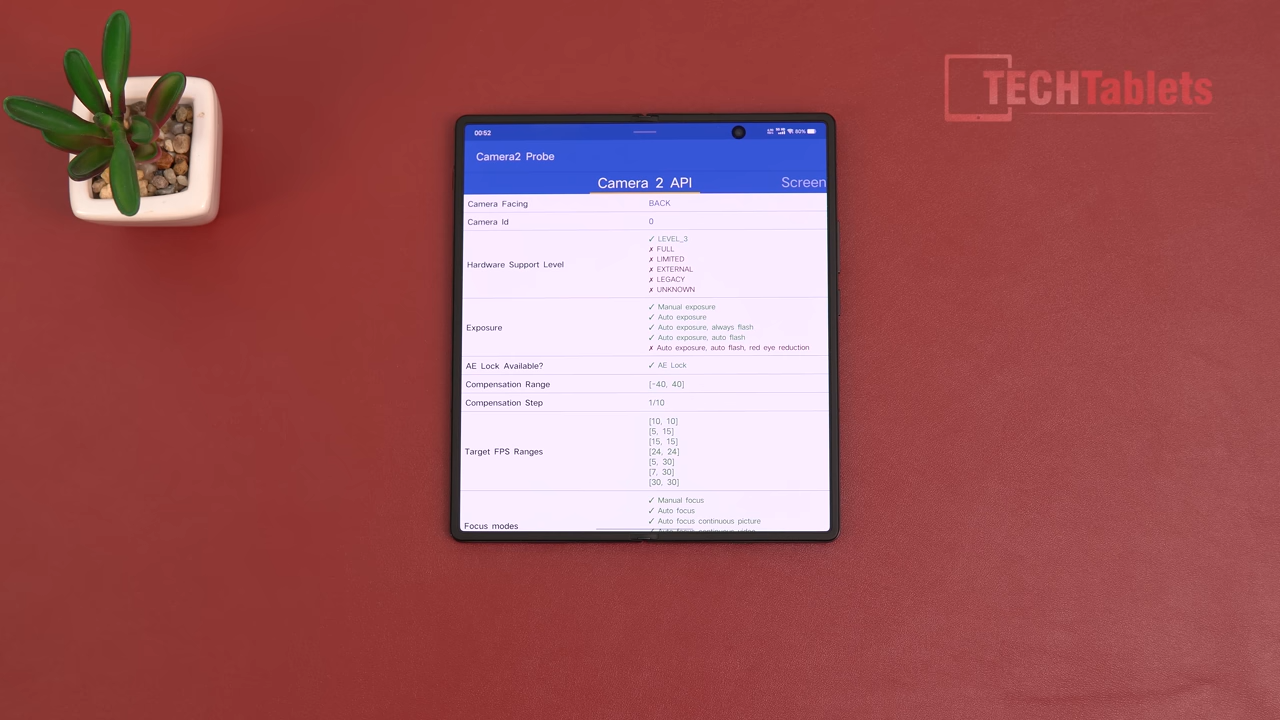 TECHTablets
00:52
60%
Camera2 Probe
Camera 2 API
Screen
Camera Facing BACK
Camera Id 0
Hardware Support Level
✓ LEVEL_3
✗ FULL
✗ LIMITED
✗ EXTERNAL
✗ LEGACY
✗ UNKNOWN
Exposure
✓ Manual exposure
✓ Auto exposure
✓ Auto exposure, always flash
✓ Auto exposure, auto flash
✗ Auto exposure, auto flash, red eye reduction
AE Lock Available? ✓ AE Lock
Compensation Range [-40, 40]
Compensation Step 1/10
Target FPS Ranges
[10, 10]
[5, 15]
[15, 15]
[24, 24]
[5, 30]
[7, 30]
[30, 30]
Focus modes
✓ Manual focus
✓ Auto focus
✓ Auto focus continuous picture